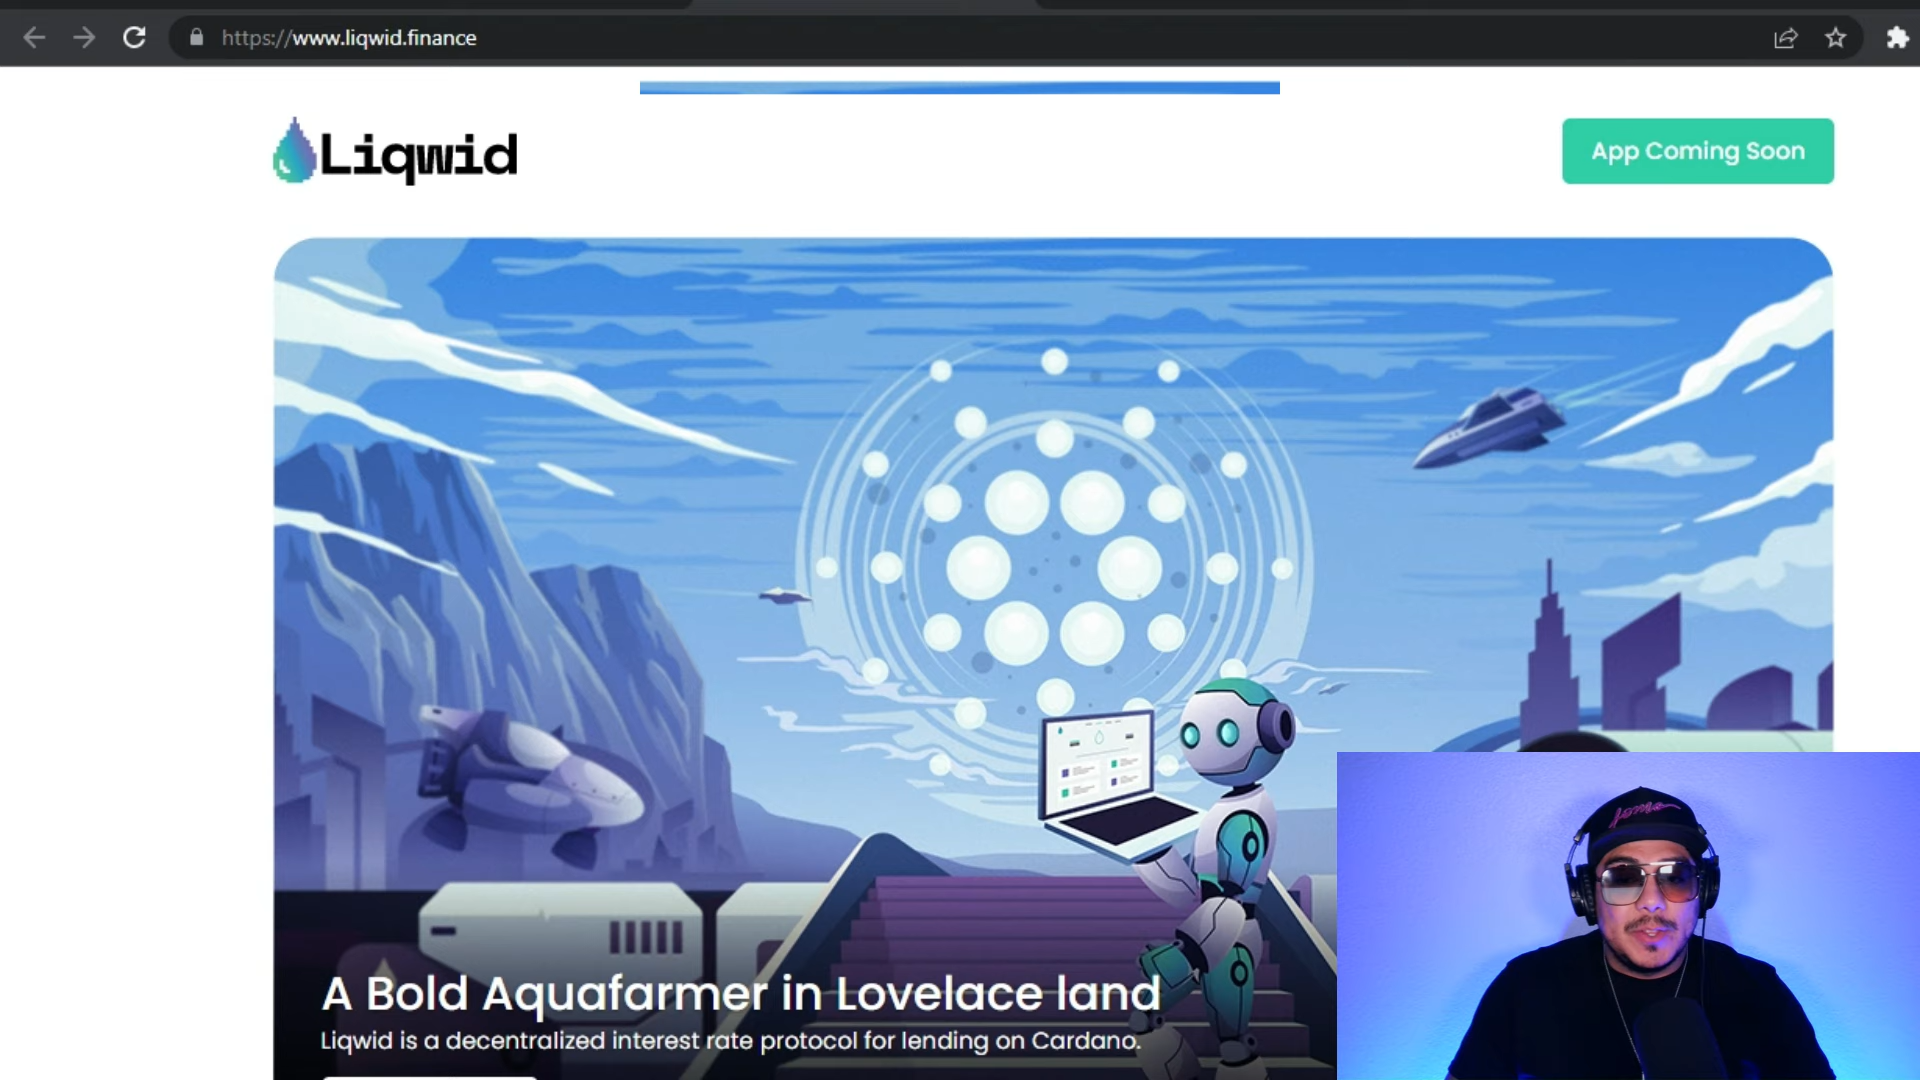 https://www.liqwid.finance
Liqwid
App Coming Soon
A Bold Aquafarmer in Lovelace land
Liqwid is a decentralized interest rate protocol for lending on Cardano.